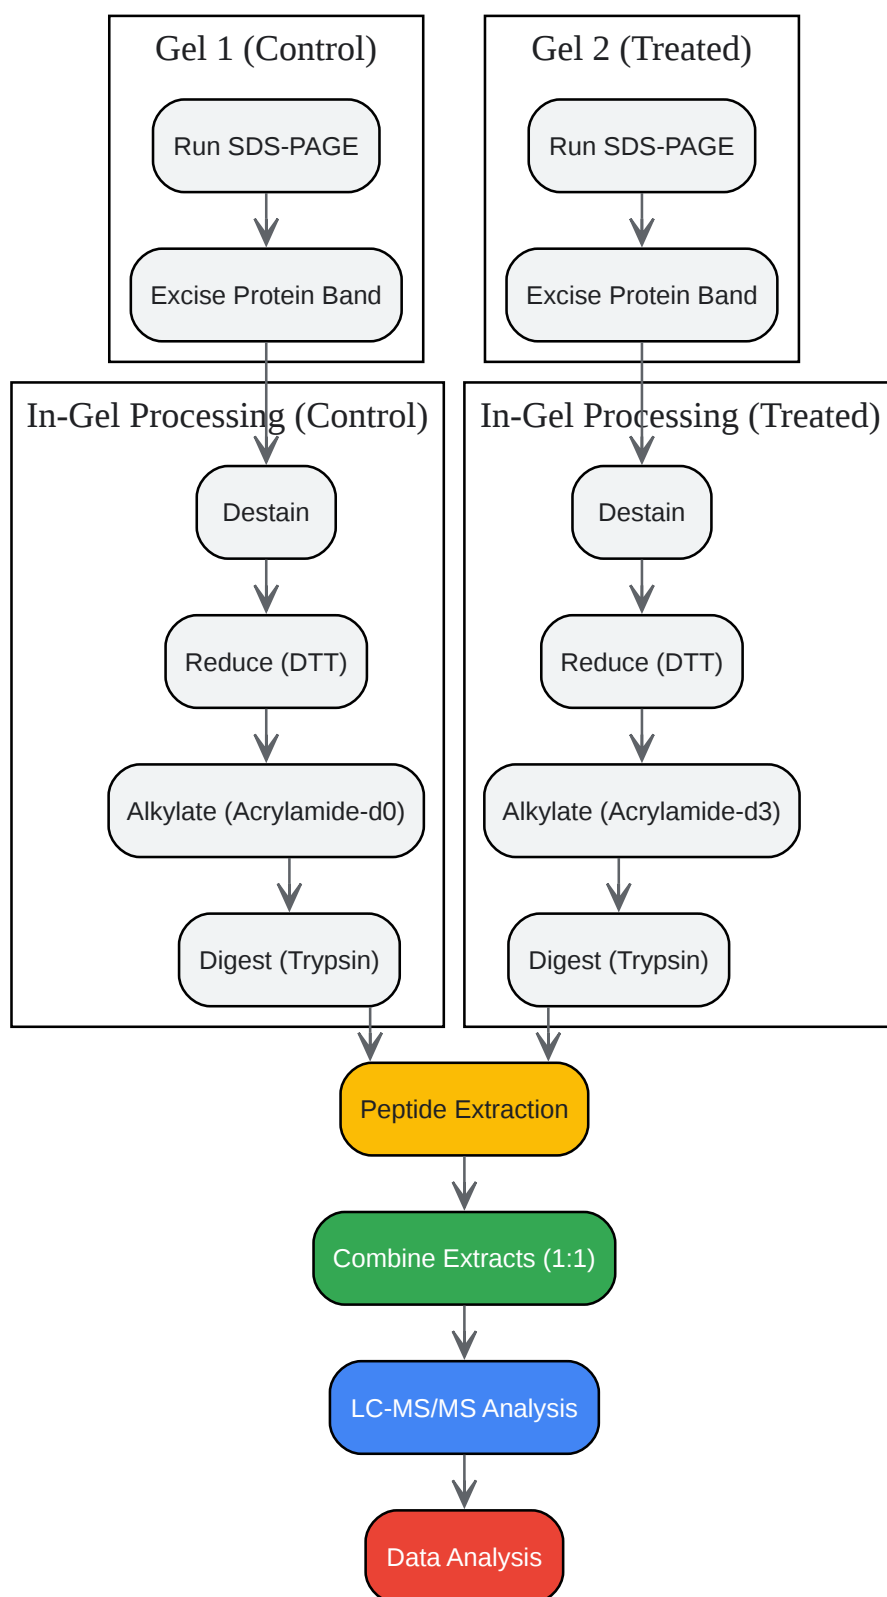 Gel 1 (Control)
Run SDS-PAGE
Excise Protein Band
Gel 2 (Treated)
Run SDS-PAGE
Excise Protein Band
In-Gel Processing (Control)
Destain
Reduce (DTT)
Alkylate (Acrylamide-d0)
Digest (Trypsin)
In-Gel Processing (Treated)
Destain
Reduce (DTT)
Alkylate (Acrylamide-d3)
Digest (Trypsin)
Peptide Extraction
Combine Extracts (1:1)
LC-MS/MS Analysis
Data Analysis